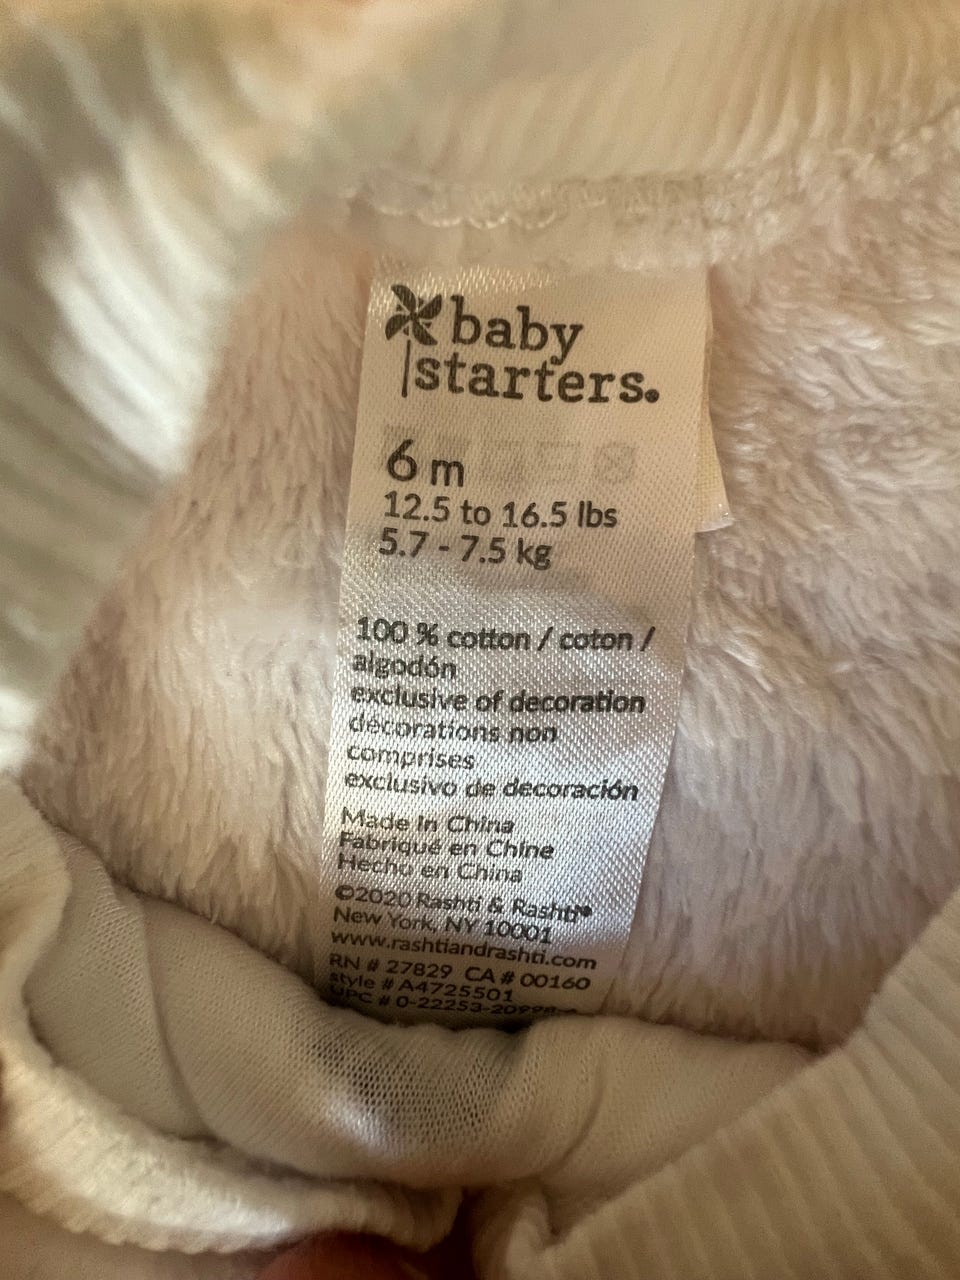 baby
starters.
6 m
12.5 to 16.5 lbs
5.7 - 7.5 kg
100 % cotton / coton /
algodón
exclusive of decoration
décorations non
comprises
exclusivo de decoración
Made in China
Fabriqué en Chine
Hecho en China
©2020 Rashti & Rashti®
New York, NY 10001
www.rashtiandrashti.com
RN # 27829 CA # 00160
style # A4725501
UPC #